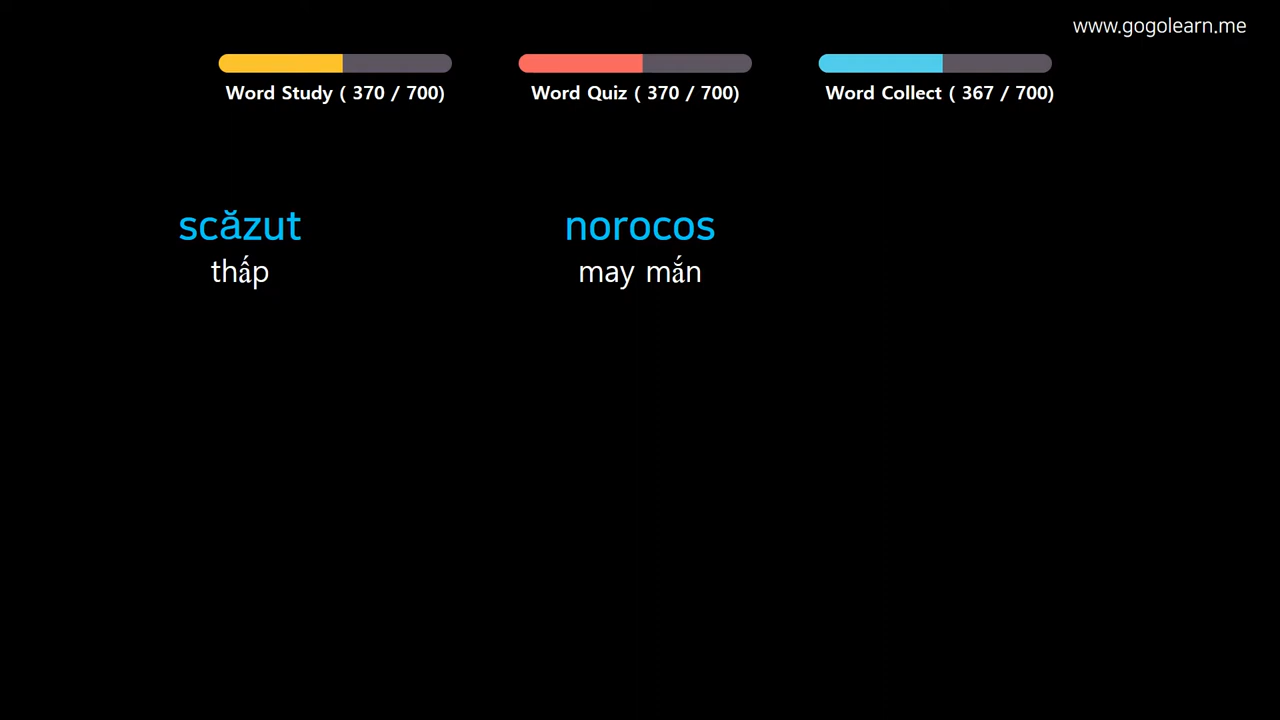 www.gogolearn.me
Word Study ( 370 / 700)
Word Quiz ( 370 / 700)
Word Collect ( 367 / 700)
scăzut
thấp
norocos
may mắn